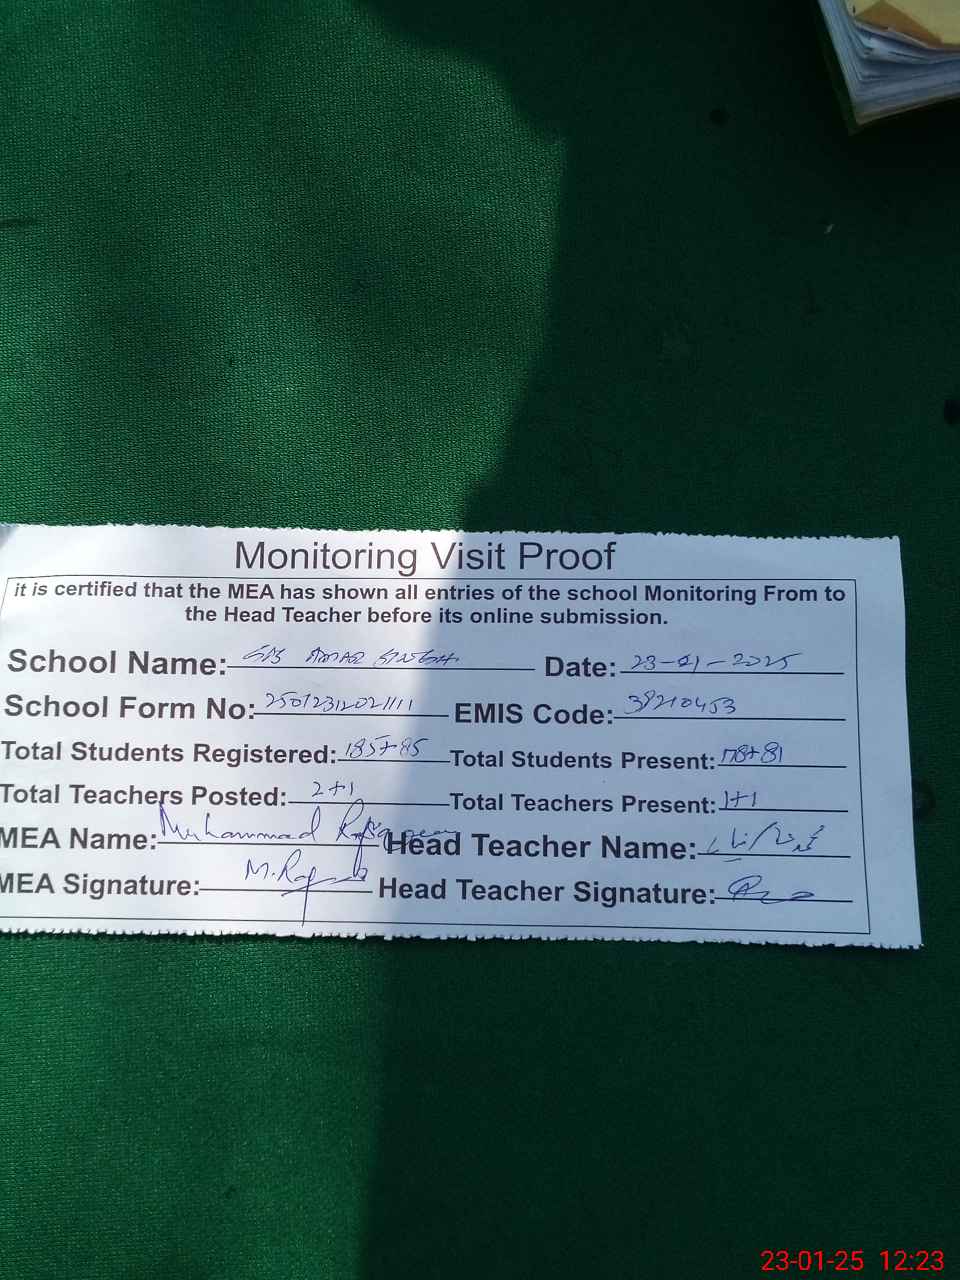 Monitoring Visit Proof
it is certified that the MEA has shown all entries of the school Monitoring From to
the Head Teacher before its online submission.
School Name: GPS AMAR SINGH Date: 23-01-2025
School Form No: 25012312021111 EMIS Code: 38210453
Total Students Registered: 185+85 Total Students Present: 178+81
Total Teachers Posted: 2+1 Total Teachers Present: 1+1
MEA Name: Muhammad Head Teacher Name:
MEA Signature: Head Teacher Signature:
23-01-25 12:23